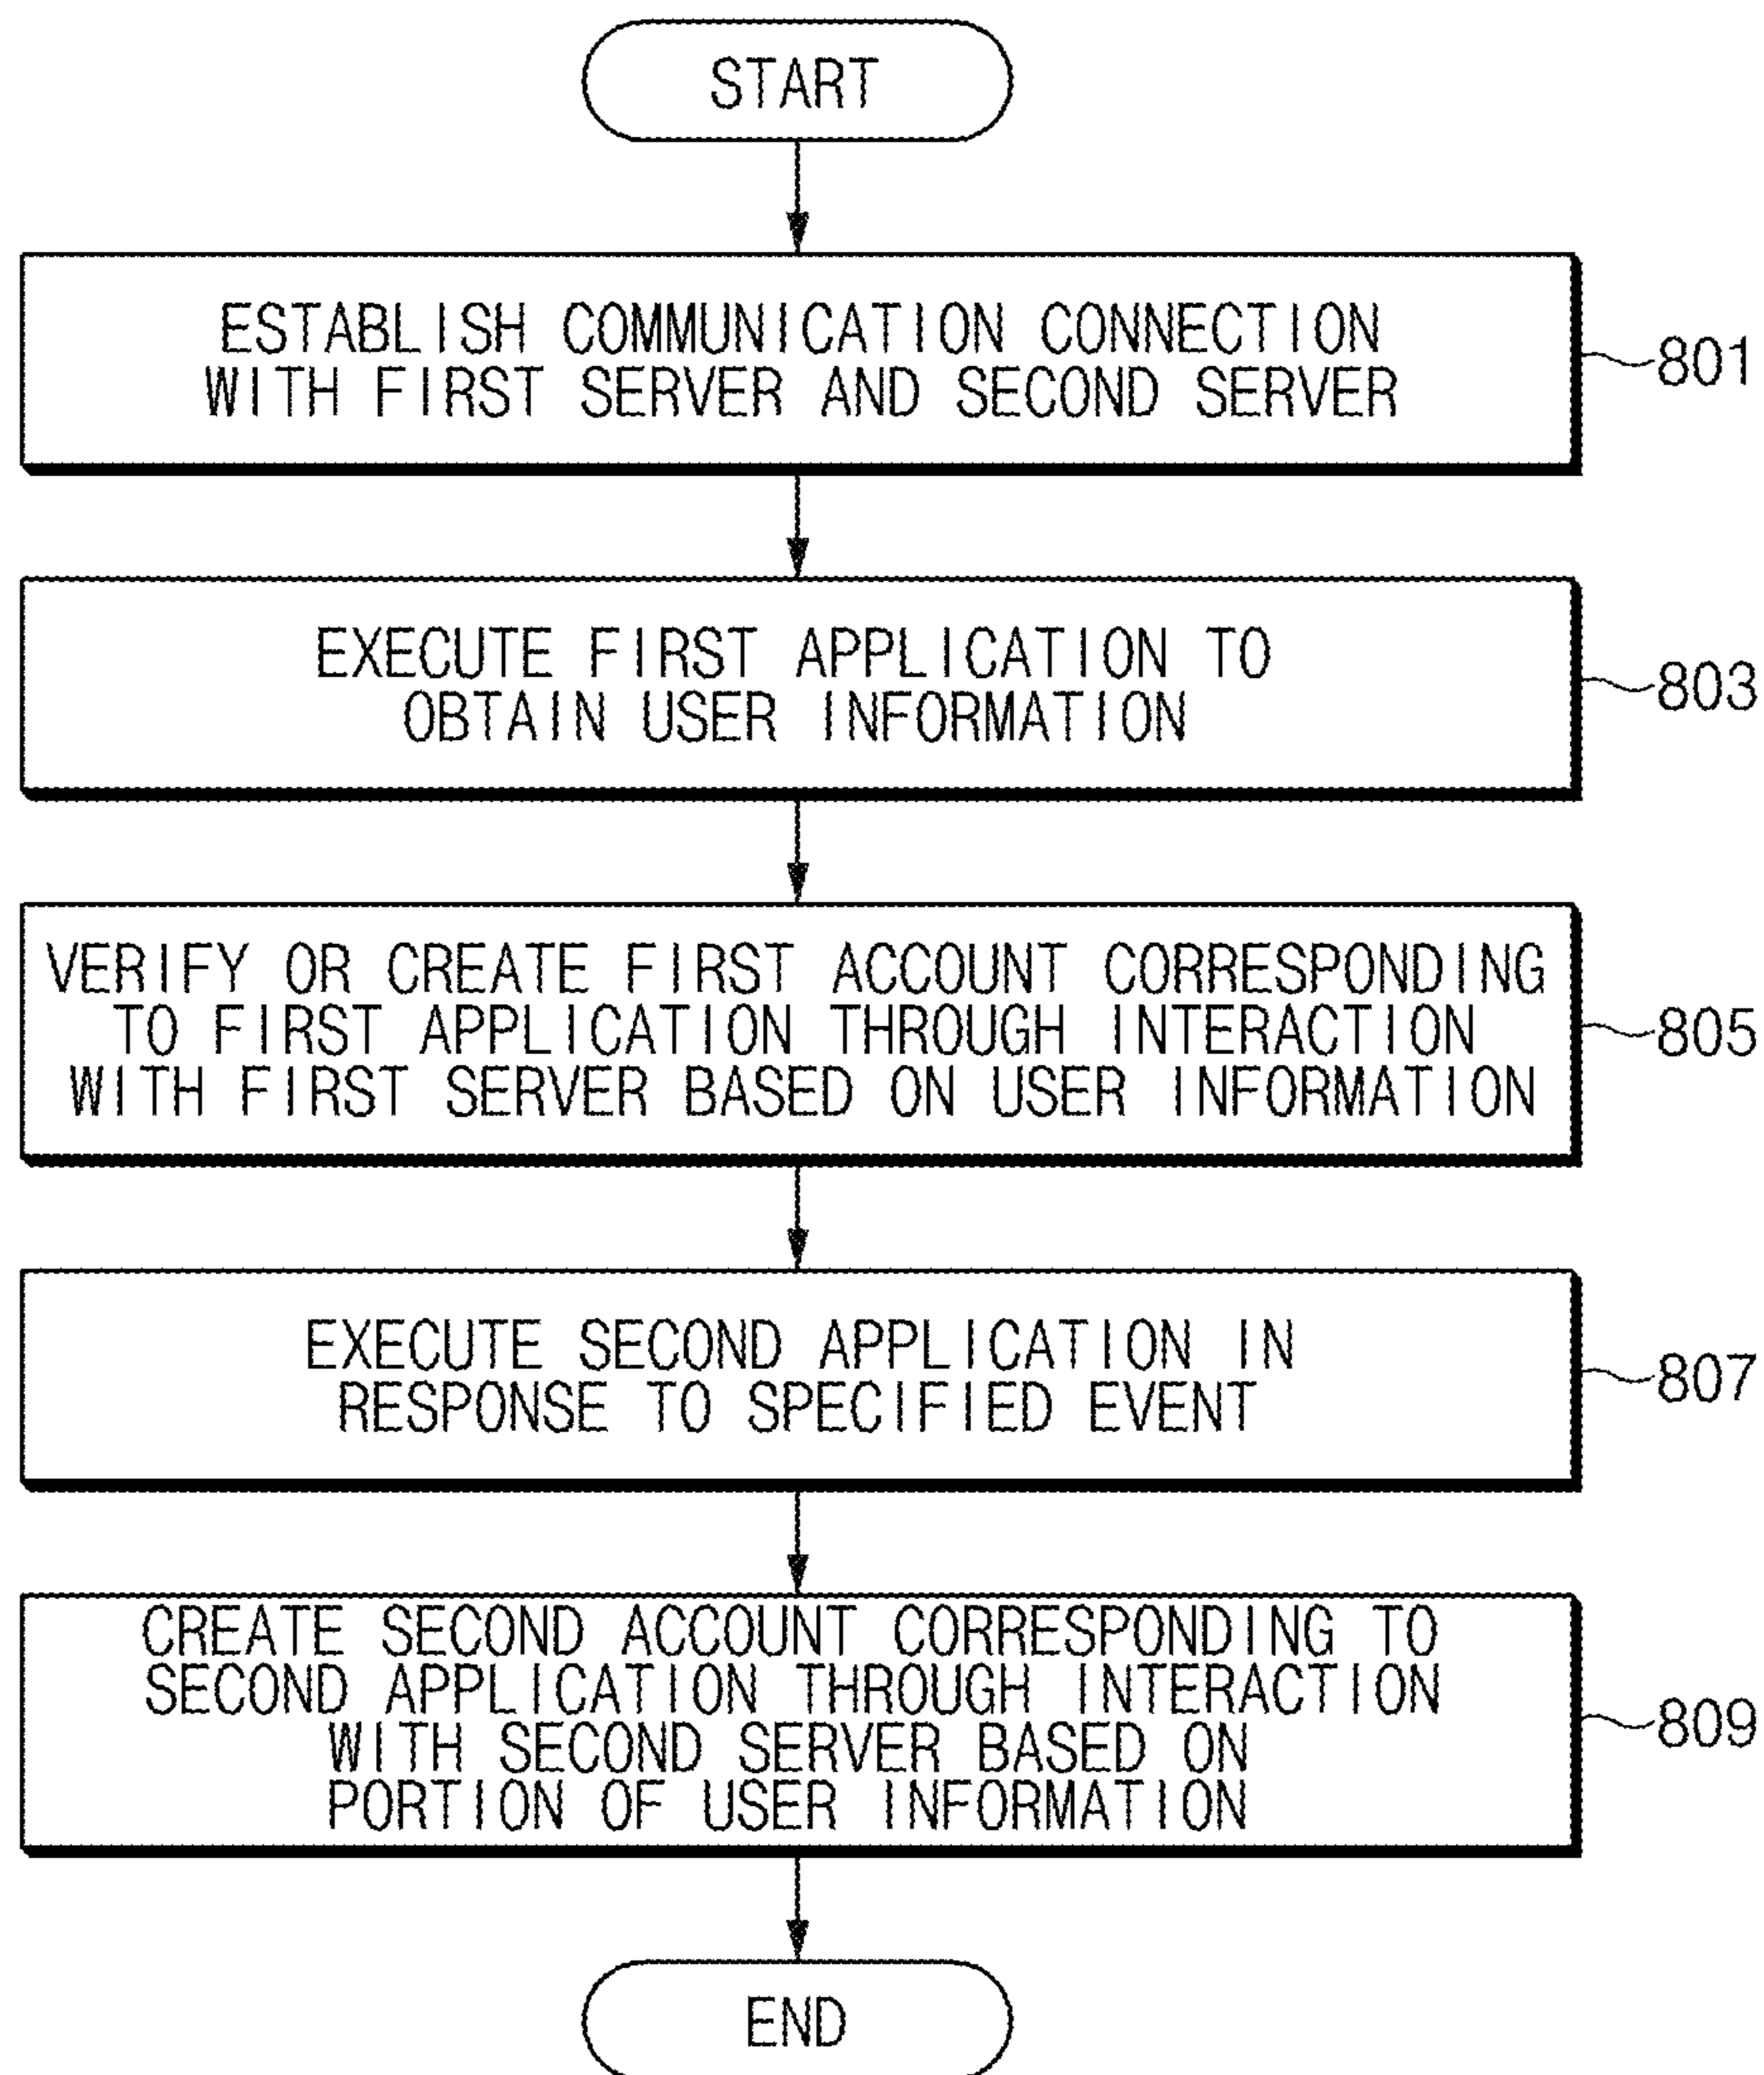 START
ESTABLISH COMMUNICATION CONNECTION
WITH FIRST SERVER AND SECOND SERVER
801
EXECUTE FIRST APPLICATION TO
OBTAIN USER INFORMATION
803
VERIFY OR CREATE FIRST ACCOUNT CORRESPONDING
TO FIRST APPLICATION THROUGH INTERACTION
WITH FIRST SERVER BASED ON USER INFORMATION
805
EXECUTE SECOND APPLICATION IN
RESPONSE TO SPECIFIED EVENT
807
CREATE SECOND ACCOUNT CORRESPONDING TO
SECOND APPLICATION THROUGH INTERACTION
WITH SECOND SERVER BASED ON
PORTION OF USER INFORMATION
809
END